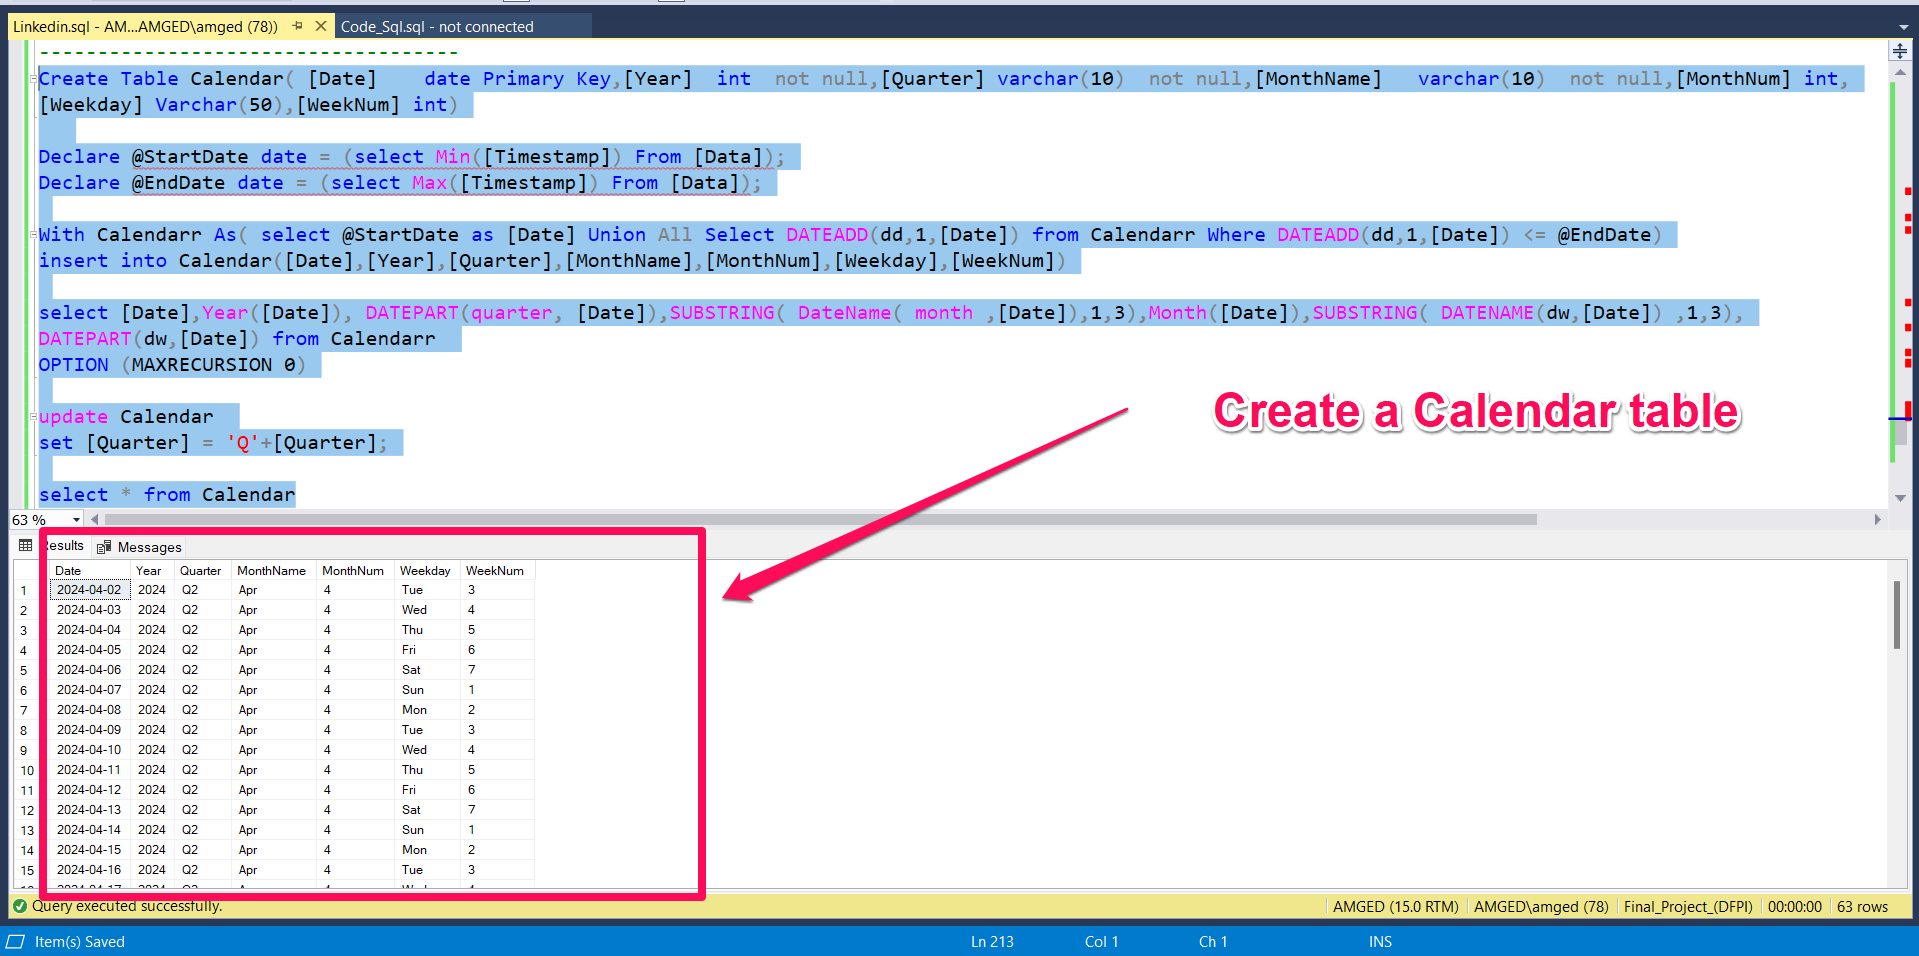 Linkedin.sql - AM...AMGED\amged (78)) Code_Sql.sql - not connected
-----------------------------------
Create Table Calendar( [Date] date Primary Key,[Year] int not null,[Quarter] varchar(10) not null,[MonthName] varchar(10) not null,[MonthNum] int,
[Weekday] Varchar(50),[WeekNum] int)
Declare @StartDate date = (select Min([Timestamp]) From [Data]);
Declare @EndDate date = (select Max([Timestamp]) From [Data]);
With Calendarr As( select @StartDate as [Date] Union All Select DATEADD(dd,1,[Date]) from Calendarr Where DATEADD(dd,1,[Date]) <= @EndDate)
insert into Calendar([Date],[Year],[Quarter],[MonthName],[MonthNum],[Weekday],[WeekNum])
select [Date],Year([Date]), DATEPART(quarter, [Date]),SUBSTRING( DateName( month ,[Date]),1,3),Month([Date]),SUBSTRING( DATENAME(dw,[Date]) ,1,3),
DATEPART(dw,[Date]) from Calendarr
OPTION (MAXRECURSION 0)
update Calendar
set [Quarter] = 'Q'+[Quarter];
select * from Calendar
Create a Calendar table
63 %
esults Messages
Date Year Quarter MonthName MonthNum Weekday WeekNum
1 2024-04-02 2024 Q2 Apr 4 Tue 3
2 2024-04-03 2024 Q2 Apr 4 Wed 4
3 2024-04-04 2024 Q2 Apr 4 Thu 5
4 2024-04-05 2024 Q2 Apr 4 Fri 6
5 2024-04-06 2024 Q2 Apr 4 Sat 7
6 2024-04-07 2024 Q2 Apr 4 Sun 1
7 2024-04-08 2024 Q2 Apr 4 Mon 2
8 2024-04-09 2024 Q2 Apr 4 Tue 3
9 2024-04-10 2024 Q2 Apr 4 Wed 4
10 2024-04-11 2024 Q2 Apr 4 Thu 5
11 2024-04-12 2024 Q2 Apr 4 Fri 6
12 2024-04-13 2024 Q2 Apr 4 Sat 7
13 2024-04-14 2024 Q2 Apr 4 Sun 1
14 2024-04-15 2024 Q2 Apr 4 Mon 2
15 2024-04-16 2024 Q2 Apr 4 Tue 3
Query executed successfully. AMGED (15.0 RTM) AMGED\amged (78) Final_Project_(DFPI) 00:00:00 63 rows
Item(s) Saved Ln 213 Col 1 Ch 1 INS